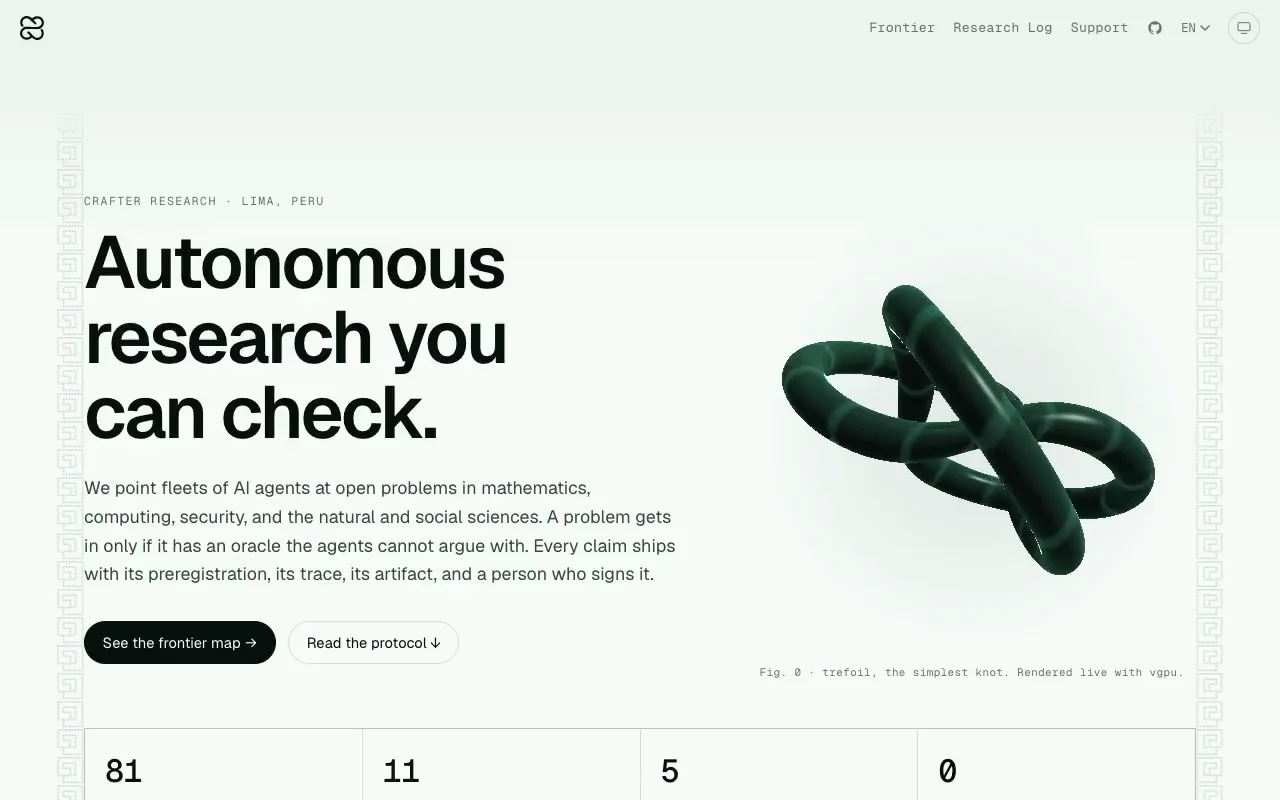 Frontier
Research Log
Support
EN
CRAFTER RESEARCH · LIMA, PERU
Autonomous
research you
can check.
We point fleets of AI agents at open problems in mathematics,
computing, security, and the natural and social sciences. A problem gets
in only if it has an oracle the agents cannot argue with. Every claim ships
with its preregistration, its trace, its artifact, and a person who signs it.
See the frontier map →
Read the protocol ↓
Fig. 0 · trefoil, the simplest knot. Rendered live with vgpu.
81
11
5
0